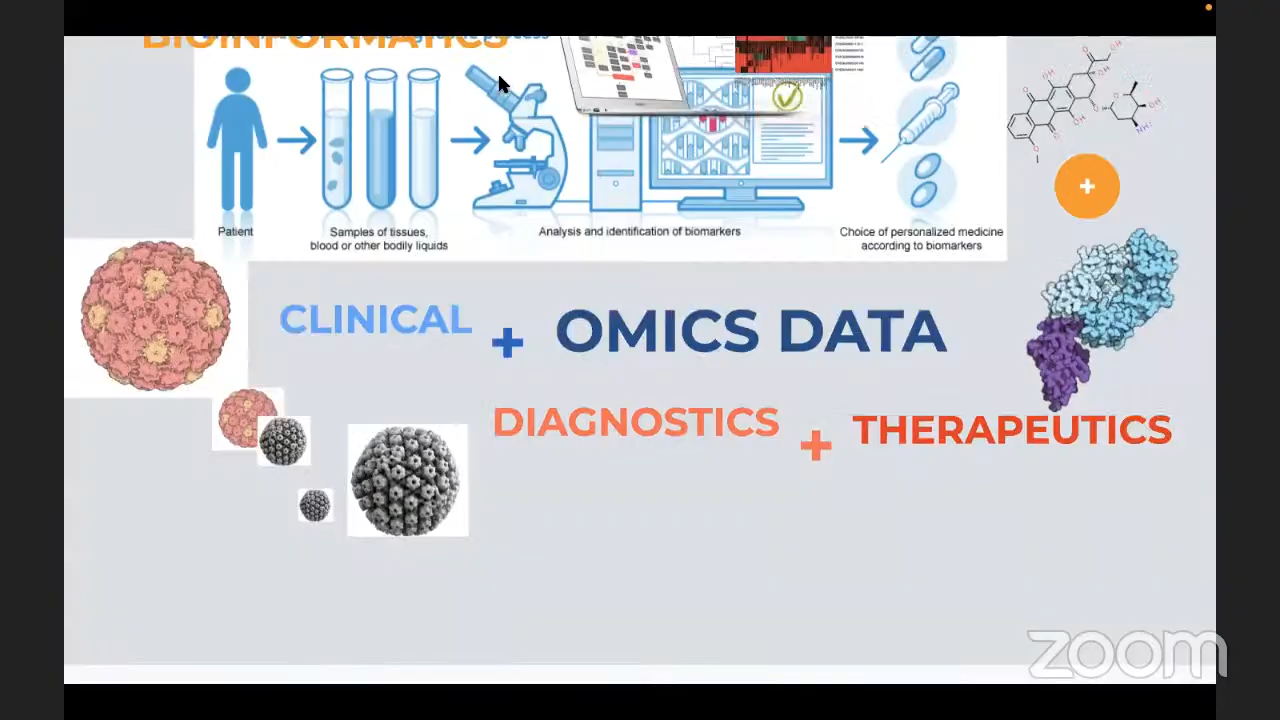 BIOINFORMATICS
Patient
Samples of tissues,
blood or other bodily liquids
Analysis and identification of biomarkers
Choice of personalized medicine
according to biomarkers
CLINICAL
+
OMICS DATA
DIAGNOSTICS
+
THERAPEUTICS
+
zoom